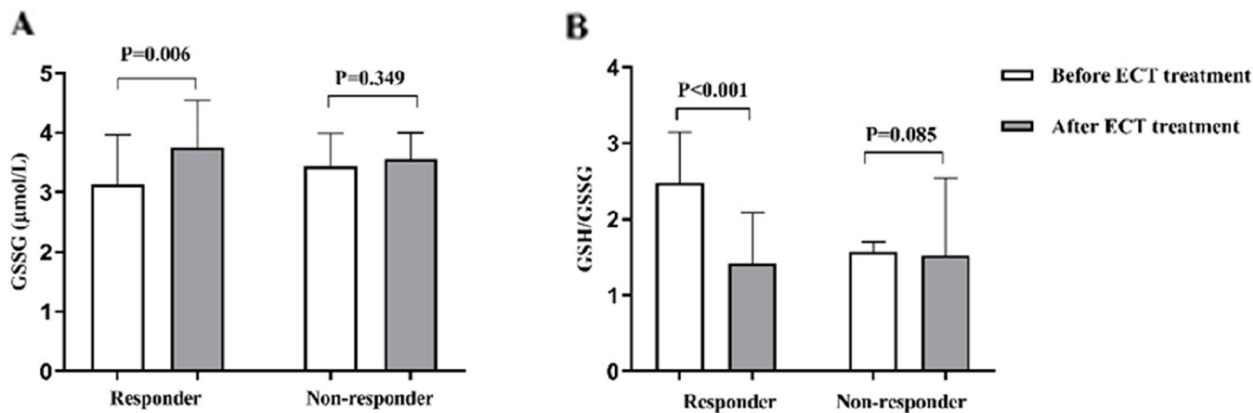 A
P=0.006
P=0.349
5
4
3
2
1
0
GSSG (μmol/L)
Responder
Non-responder
B
P<0.001
P=0.085
4
3
2
1
0
GSH/GSSG
Responder
Non-responder
Before ECT treatment
After ECT treatment